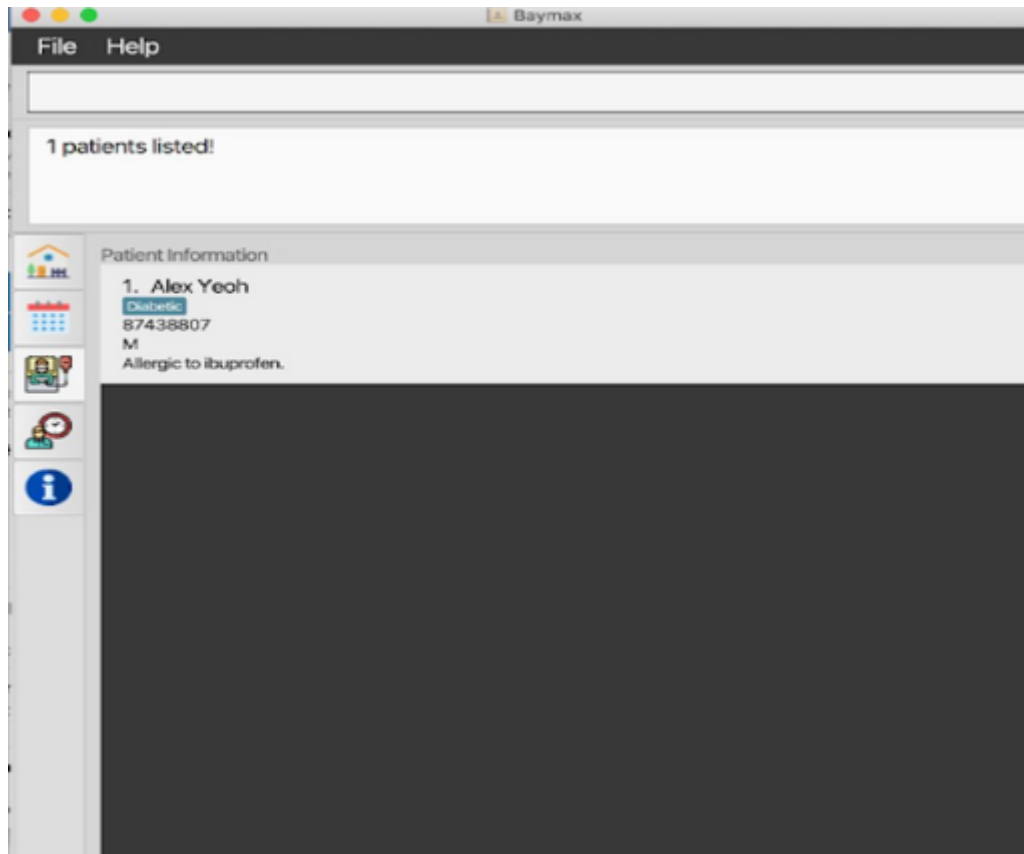 Baymax
File Help
1 patients listed!
Patient Information
1. Alex Yeoh
Diabetic
87438807
M
Allergic to ibuprofen.